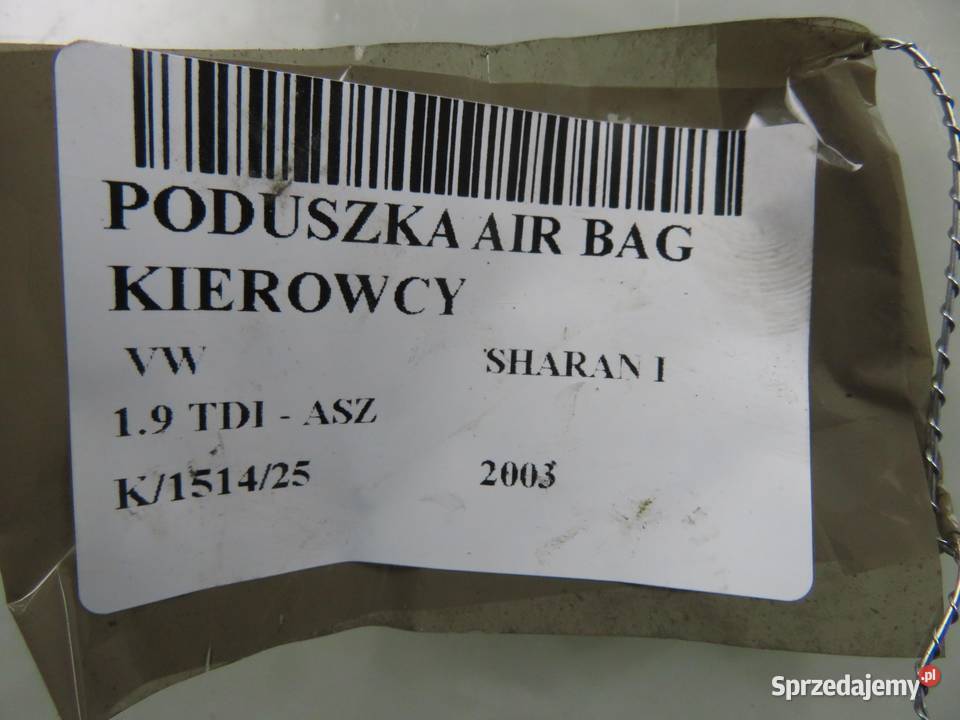 PODUSZKA AIR BAG
KIEROWCY
VW SHARAN I
1.9 TDI - ASZ
K/1514/25 2003
Sprzedajemy.pl